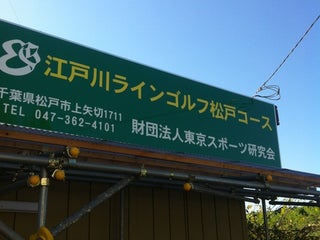 江戸川ラインゴルフ松戸コース
千葉県松戸市上矢切1711
TEL 047-362-4101
財団法人東京スポーツ研究会